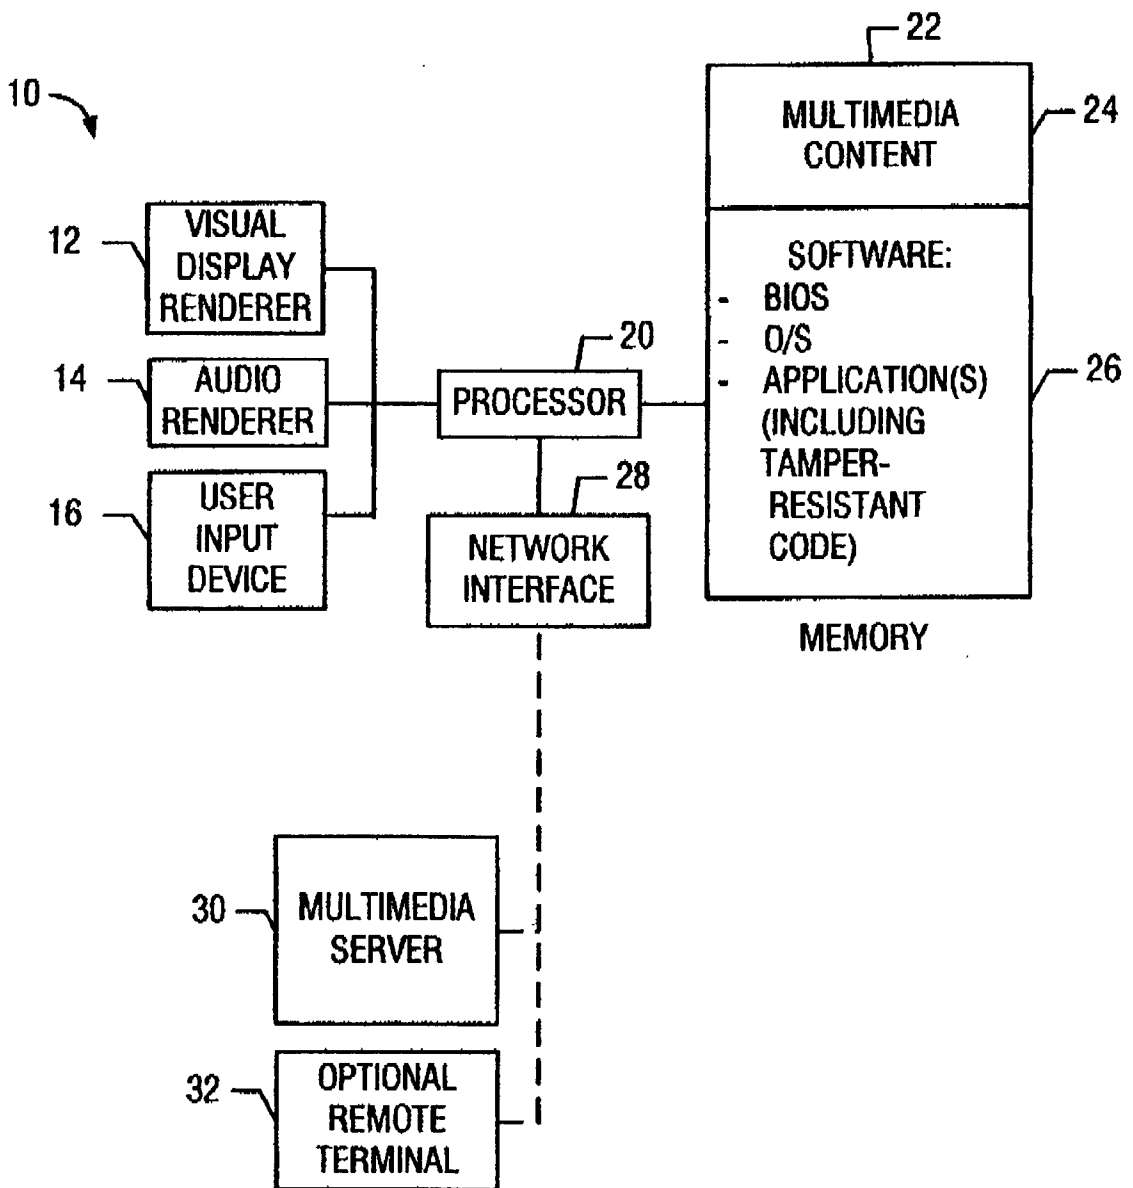 10
22
MULTIMEDIA
CONTENT
24
12
VISUAL
DISPLAY
RENDERER
14
AUDIO
RENDERER
16
USER
INPUT
DEVICE
20
PROCESSOR
28
NETWORK
INTERFACE
SOFTWARE:
- BIOS
- O/S
- APPLICATION(S)
(INCLUDING
TAMPER-
RESISTANT
CODE)
26
MEMORY
30
MULTIMEDIA
SERVER
32
OPTIONAL
REMOTE
TERMINAL